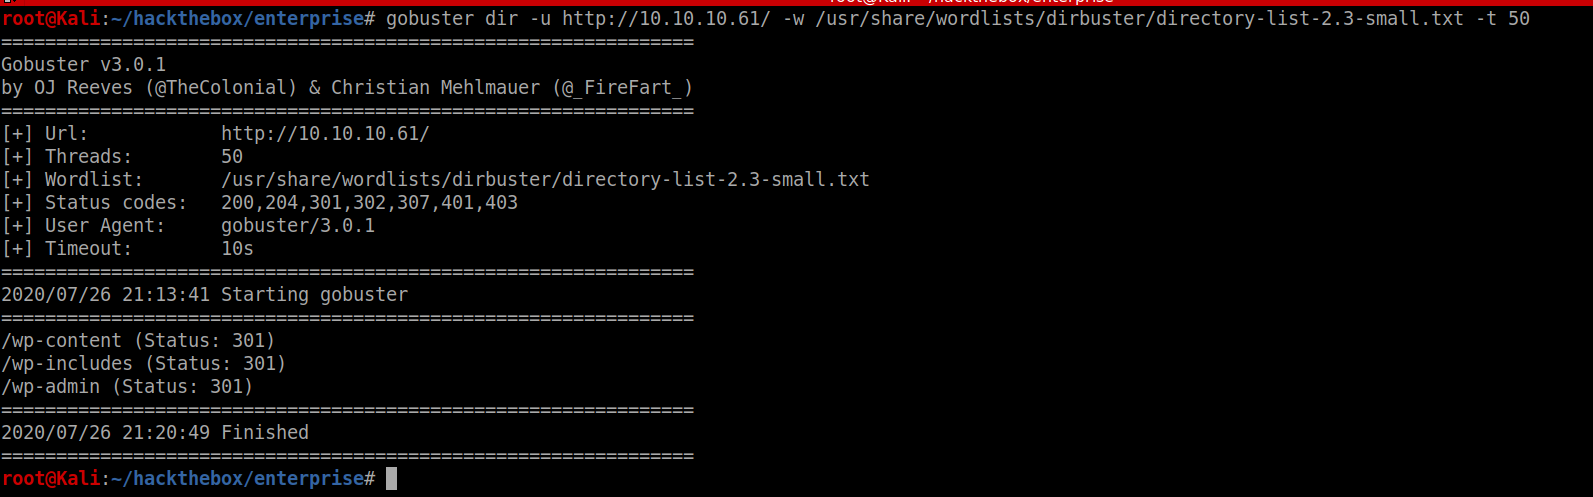 root@Kali:~/hackthebox/enterprise# gobuster dir -u http://10.10.10.61/ -w /usr/share/wordlists/dirbuster/directory-list-2.3-small.txt -t 50
===============================================================
Gobuster v3.0.1
by OJ Reeves (@TheColonial) & Christian Mehlmauer (@_FireFart_)
===============================================================
[+] Url:            http://10.10.10.61/
[+] Threads:        50
[+] Wordlist:       /usr/share/wordlists/dirbuster/directory-list-2.3-small.txt
[+] Status codes:   200,204,301,302,307,401,403
[+] User Agent:     gobuster/3.0.1
[+] Timeout:        10s
===============================================================
2020/07/26 21:13:41 Starting gobuster
===============================================================
/wp-content (Status: 301)
/wp-includes (Status: 301)
/wp-admin (Status: 301)
===============================================================
2020/07/26 21:20:49 Finished
===============================================================
root@Kali:~/hackthebox/enterprise#